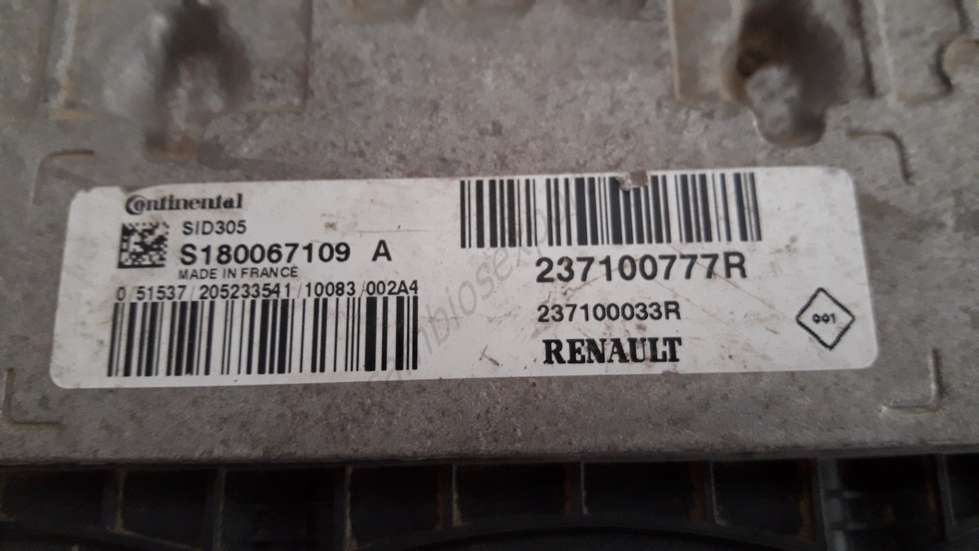 Continental
SID305
S180067109 A
MADE IN FRANCE
0/51537/205233541/10083/002A4
237100777R
237100033R
RENAULT
001